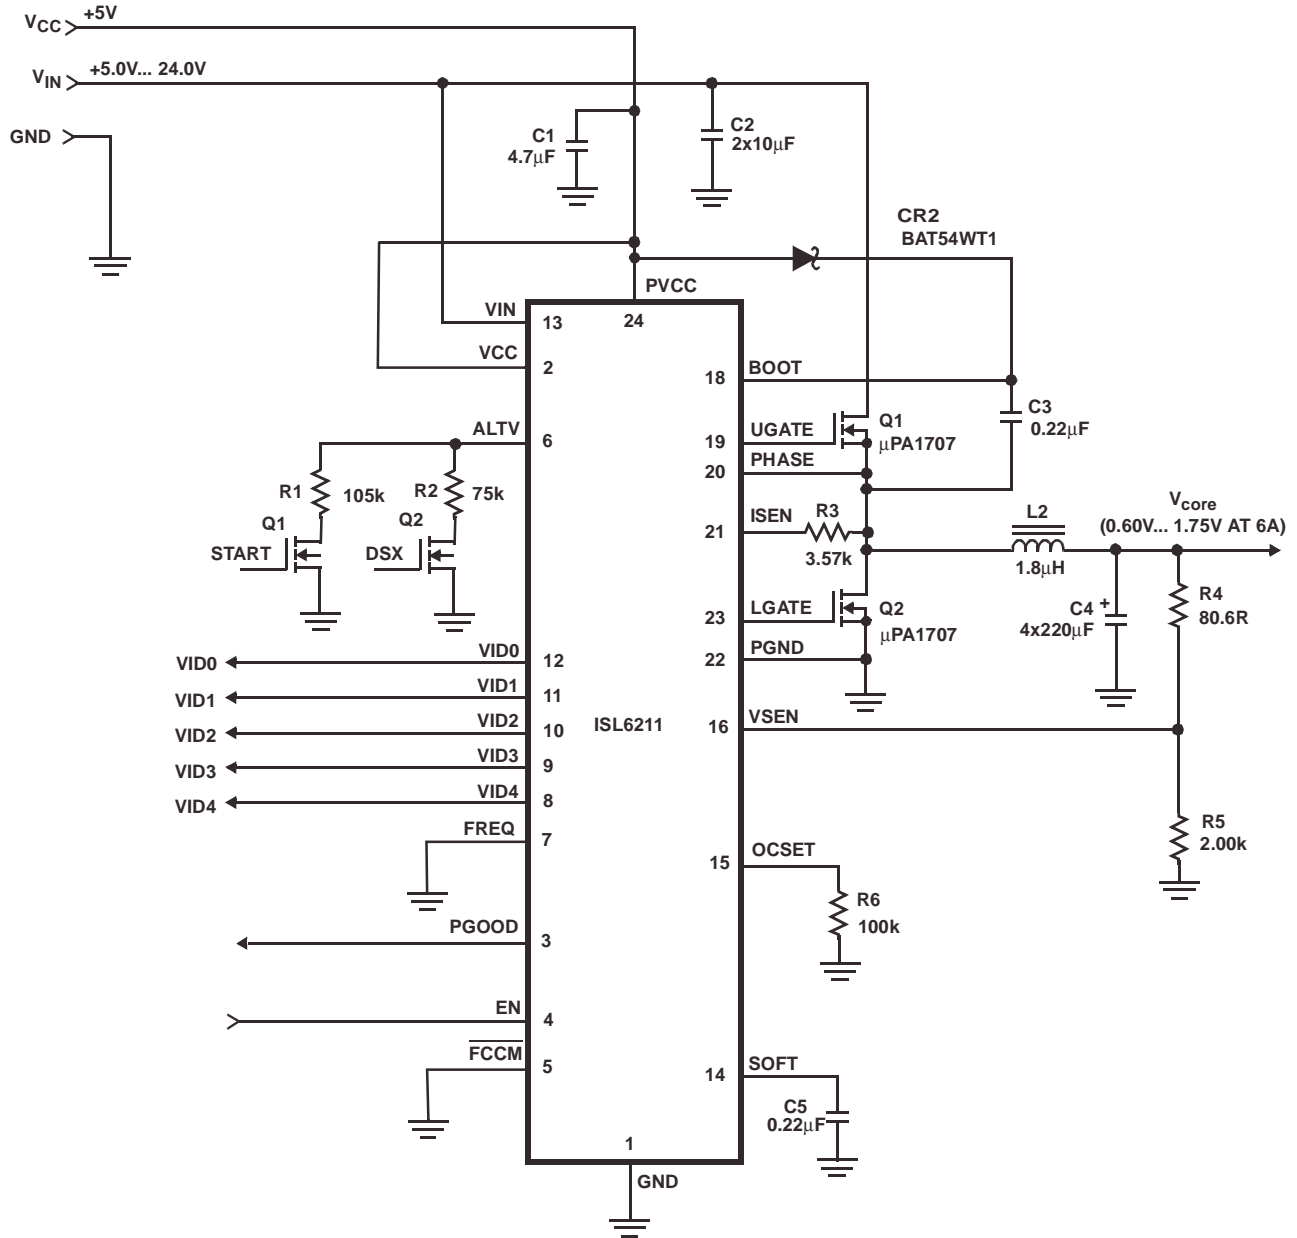 VCC +5V
VIN +5.0V... 24.0V
GND
C1
4.7μF
C2
2x10μF
CR2
BAT54WT1
PVCC
24
VIN
13
VCC
2
ALTV
6
R1
105k
R2
75k
Q1
START
Q2
DSX
VID0
VID0
12
VID1
VID1
11
VID2
VID2
10
VID3
VID3
9
VID4
VID4
8
FREQ
7
PGOOD
3
EN
4
FCCM
5
1
GND
ISL6211
18
BOOT
C3
0.22μF
19
UGATE
Q1
μPA1707
20
PHASE
21
ISEN
R3
3.57k
L2
1.8μH
Vcore
(0.60V... 1.75V AT 6A)
23
LGATE
Q2
μPA1707
22
PGND
C4 +
4x220μF
R4
80.6R
16
VSEN
R5
2.00k
15
OCSET
R6
100k
14
SOFT
C5
0.22μF